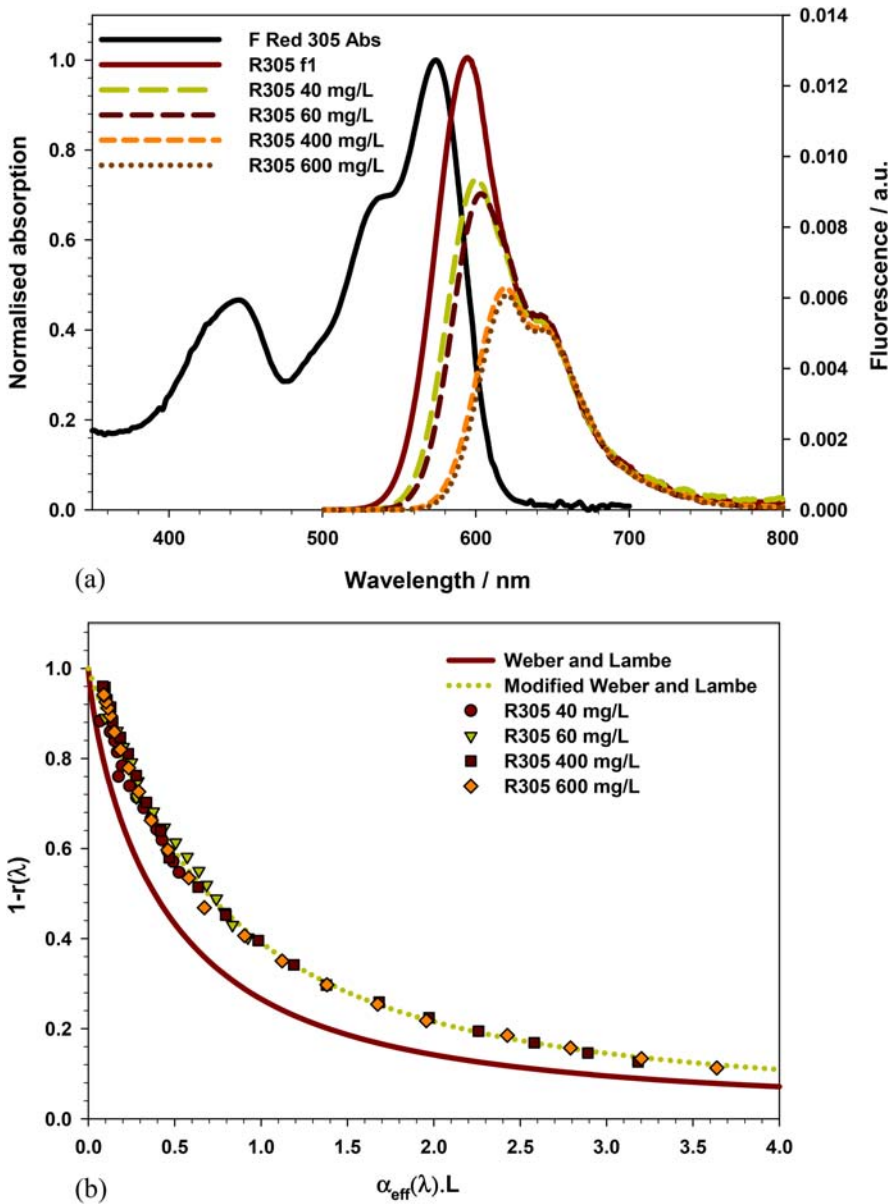 F Red 305 Abs
R305 f1
R305 40 mg/L
R305 60 mg/L
R305 400 mg/L
R305 600 mg/L
Normalised absorption
1.0
0.8
0.6
0.4
0.2
0.0
0.014
0.012
0.010
0.008
0.006
0.004
0.002
0.000
Fluorescence / a.u.
400 500 600 700 800
Wavelength / nm
(a)
Weber and Lambe
Modified Weber and Lambe
R305 40 mg/L
R305 60 mg/L
R305 400 mg/L
R305 600 mg/L
1-r(λ)
1.0
0.8
0.6
0.4
0.2
0.0
0.0 0.5 1.0 1.5 2.0 2.5 3.0 3.5 4.0
α_eff(λ).L
(b)